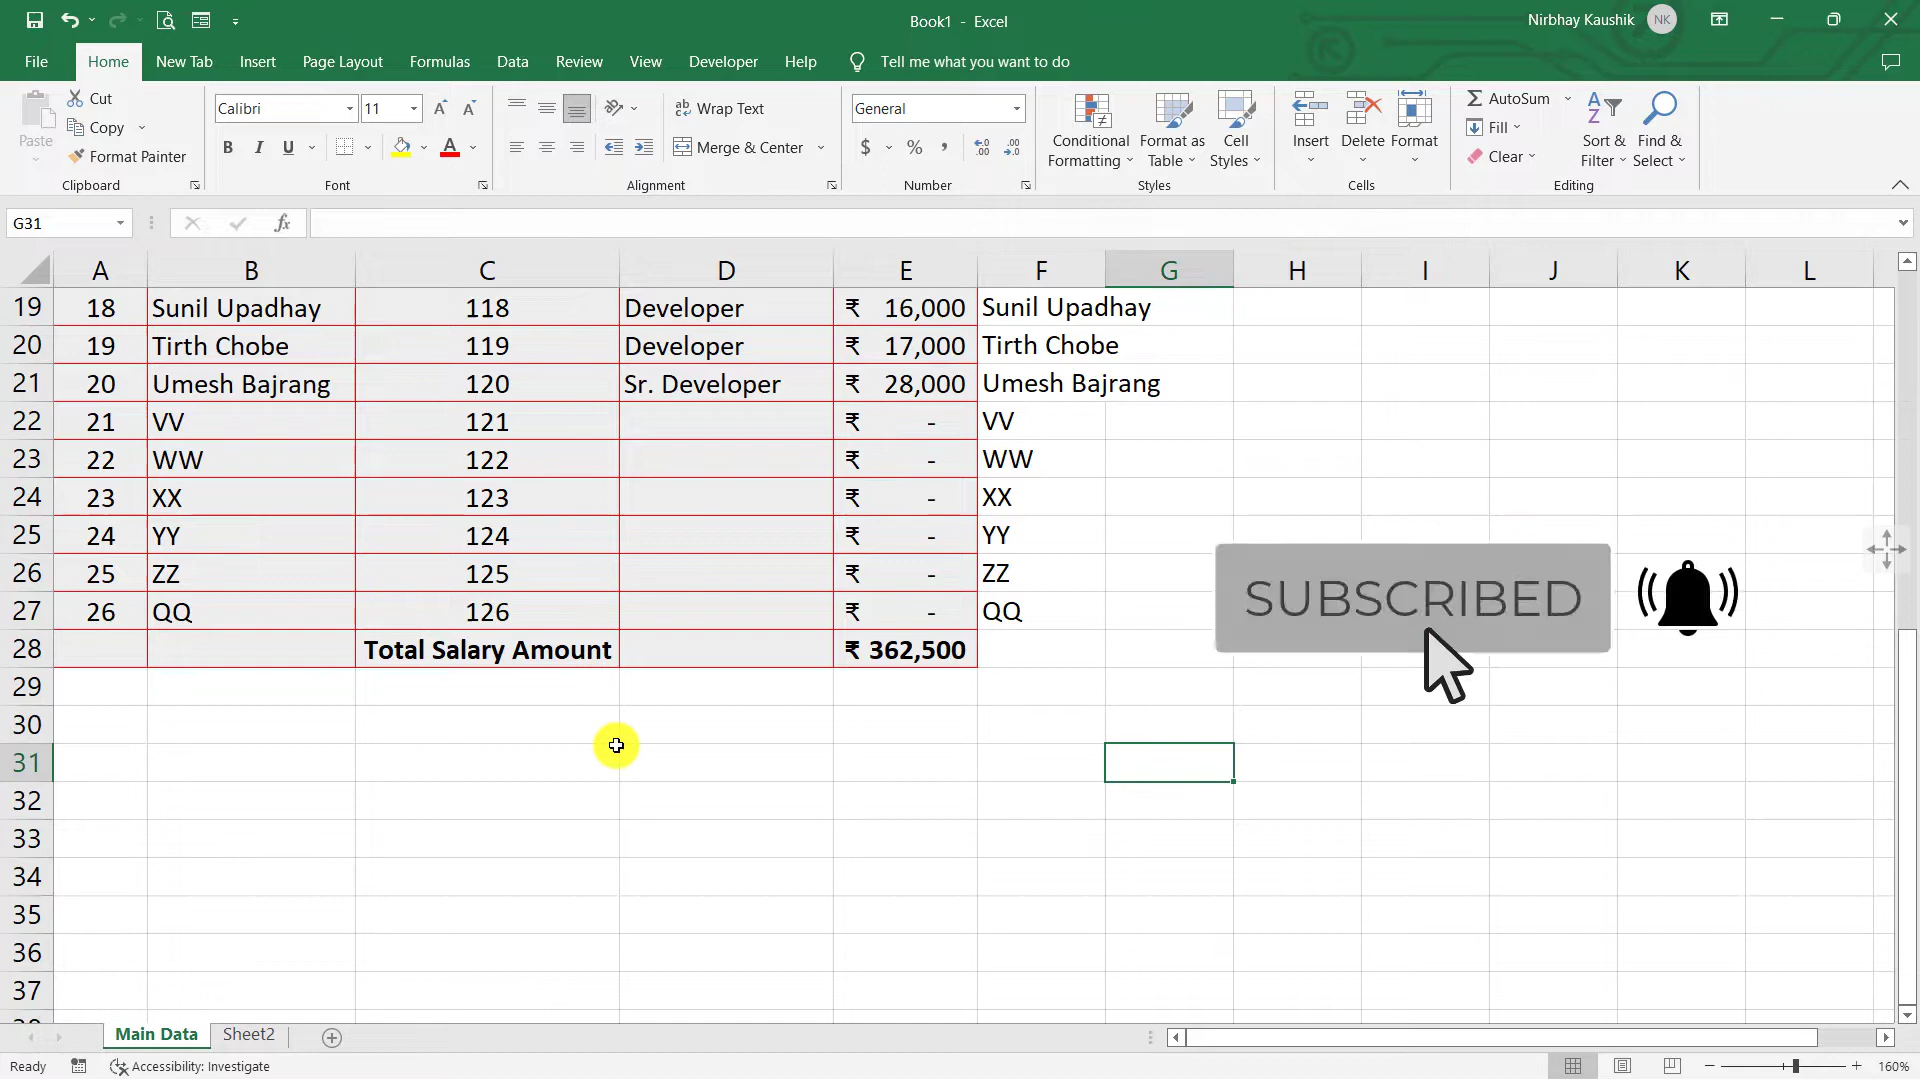 Book1 - Excel
Nirbhay Kaushik NK
File Home New Tab Insert Page Layout Formulas Data Review View Developer Help Tell me what you want to do
Paste
Cut
Copy
Format Painter
Clipboard
Calibri 11
B I U
Font
Wrap Text
Merge & Center
Alignment
General
$ % ,
Number
Conditional Formatting
Format as Table
Cell Styles
Styles
Insert
Delete
Format
Cells
AutoSum
Fill
Clear
Sort & Filter
Find & Select
Editing
G31 fx
A B C D E F G H I J K L
19 18 Sunil Upadhay 118 Developer ₹ 16,000 Sunil Upadhay
20 19 Tirth Chobe 119 Developer ₹ 17,000 Tirth Chobe
21 20 Umesh Bajrang 120 Sr. Developer ₹ 28,000 Umesh Bajrang
22 21 VV 121 ₹ - VV
23 22 WW 122 ₹ - WW
24 23 XX 123 ₹ - XX
25 24 YY 124 ₹ - YY
26 25 ZZ 125 ₹ - ZZ
SUBSCRIBED
27 26 QQ 126 ₹ - QQ
28 Total Salary Amount ₹ 362,500
29
30
31
32
33
34
35
36
37
Main Data Sheet2
Ready Accessibility: Investigate 160%